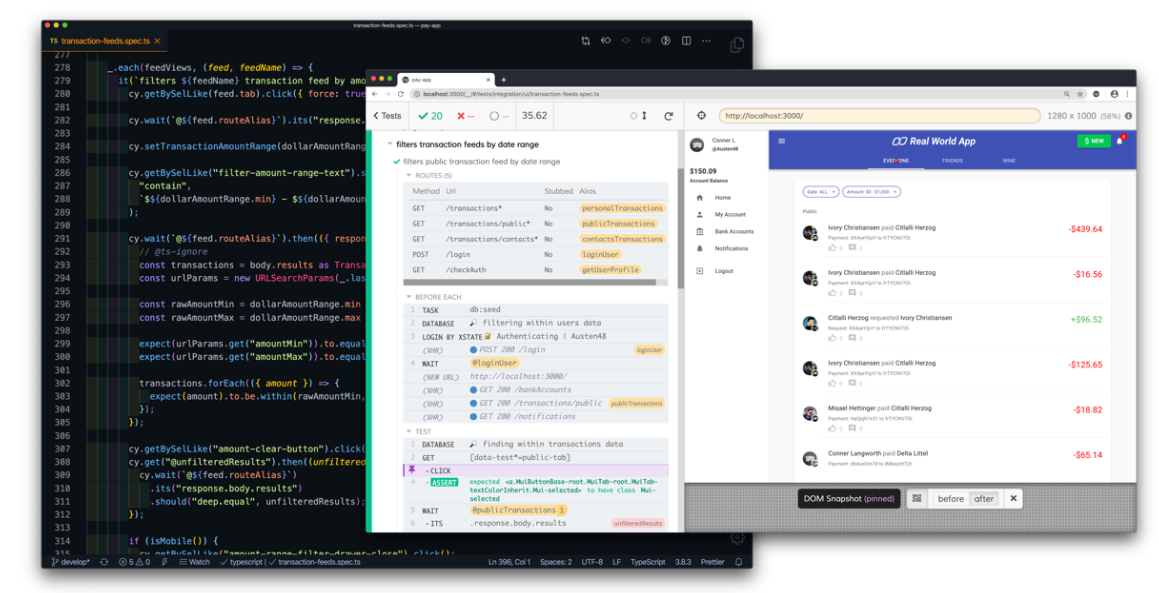 transaction-feeds.spec.ts — pay-app
TS transaction-feeds.spec.ts ×
277
278 _.each(feedViews, (feed, feedName) => {
279 it(`filters ${feedName} transaction feed by amo
280 cy.getBySelLike(feed.tab).click({ force: true
281
282 cy.wait(`@${feed.routeAlias}`).its("response.
283
284 cy.setTransactionAmountRange(dollarAmountRang
285
286 cy.getBySelLike("filter-amount-range-text").s
287 "contain",
288 `$${dollarAmountRange.min} - $${dollarAmount
289 );
290
291 cy.wait(`@${feed.routeAlias}`).then(({ respon
292 // @ts-ignore
293 const transactions = body.results as Transa
294 const urlParams = new URLSearchParams(_.las
295
296 const rawAmountMin = dollarAmountRange.min
297 const rawAmountMax = dollarAmountRange.max
298
299 expect(urlParams.get("amountMin")).to.equal
300 expect(urlParams.get("amountMax")).to.equal
301
302 transactions.forEach(({ amount }) => {
303 expect(amount).to.be.within(rawAmountMin,
304 });
305 });
306
307 cy.getBySelLike("amount-clear-button").click(
308 cy.get("@unfilteredResults").then((unfiltered
309 cy.wait(`@${feed.routeAlias}`)
310 .its("response.body.results")
311 .should("deep.equal", unfilteredResults);
312 });
313
314 if (isMobile()) {
315 cy.getBySelLike("amount-range-filter-drawer-close").click();
develop* 5 0 Watch typescript | transaction-feeds.spec.ts Ln 396, Col 1 Spaces: 2 UTF-8 LF TypeScript 3.8.3 Prettier
pay-app × +
localhost:3000/__/#/tests/integration/ui/transaction-feeds.spec.ts
< Tests 20 -- -- 35.62
http://localhost:3000/ 1280 x 1000 (58%)
filters transaction feeds by date range
filters public transaction feed by date range
ROUTES (5)
Method Url Stubbed Alias
GET /transactions* No personalTransactions
GET /transactions/public* No publicTransactions
GET /transactions/contacts* No contactsTransactions
POST /login No loginUser
GET /checkAuth No getUserProfile
BEFORE EACH
1 TASK db:seed
2 DATABASE filtering within users data
3 LOGIN BY XSTATE Authenticating | Austen48
(XHR) POST 200 /login loginUser
4 WAIT @loginUser
(NEW URL) http://localhost:3000/
(XHR) GET 200 /bankAccounts
(XHR) GET 200 /transactions/public publicTransactions
(XHR) GET 200 /notifications
TEST
1 DATABASE finding within transactions data
2 GET [data-test*=public-tab]
- CLICK
4 - ASSERT expected <a.MuiButtonBase-root.MuiTab-root.MuiTab-
textColorInherit.Mui-selected> to have class Mui-
selected
5 WAIT @publicTransactions 1
6 - ITS .response.body.results unfilteredResults
Conner L
@Austen48
$150.09
Account Balance
Home
My Account
Bank Accounts
Notifications
Logout
Real World App
$ NEW
EVERYONE FRIENDS MINE
Date: ALL
Amount: $0 - $1,000
Public
Ivory Christiansen paid Citlalli Herzog
-$439.64
0 0
Ivory Christiansen paid Citlalli Herzog
-$16.56
0 0
Citlalli Herzog requested Ivory Christiansen
+$96.52
0 0
Ivory Christiansen paid Citlalli Herzog
-$125.65
0 0
Misael Hettinger paid Citlalli Herzog
-$18.82
0 0
Conner Langworth paid Delta Littel
-$65.14
DOM Snapshot (pinned) before after ×